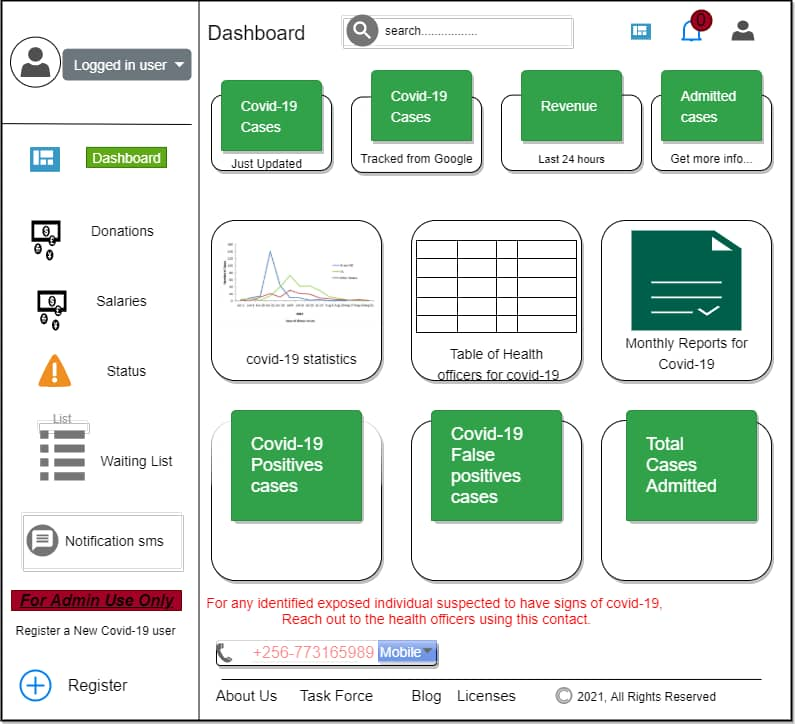 Logged in user
Dashboard
Donations
Salaries
Status
List
Waiting List
Notification sms
For Admin Use Only
Register a New Covid-19 user
Register
Dashboard
search.................
0
Covid-19
Cases
Just Updated
Covid-19
Cases
Tracked from Google
Revenue
Last 24 hours
Admitted
cases
Get more info...
covid-19 statistics
Table of Health
officers for covid-19
Monthly Reports for
Covid-19
Covid-19
Positives
cases
Covid-19
False
positives
cases
Total
Cases
Admitted
For any identified exposed individual suspected to have signs of covid-19,
Reach out to the health officers using this contact.
+256-773165989 Mobile
About Us Task Force Blog Licenses © 2021, All Rights Reserved